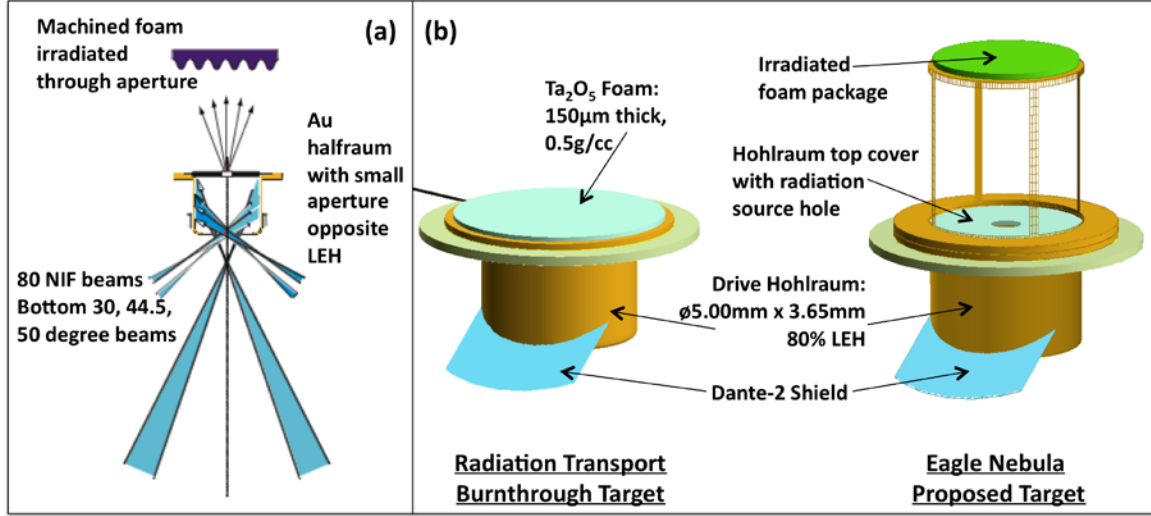 Machined foam
irradiated
through aperture
(a)
Au
halfraum
with small
aperture
opposite
LEH
80 NIF beams
Bottom 30, 44.5,
50 degree beams
(b)
Ta₂O₅ Foam:
150µm thick,
0.5g/cc
Irradiated
foam package
Hohlraum top cover
with radiation
source hole
Drive Hohlraum:
ø5.00mm x 3.65mm
80% LEH
Dante-2 Shield
Radiation Transport
Burnthrough Target
Eagle Nebula
Proposed Target